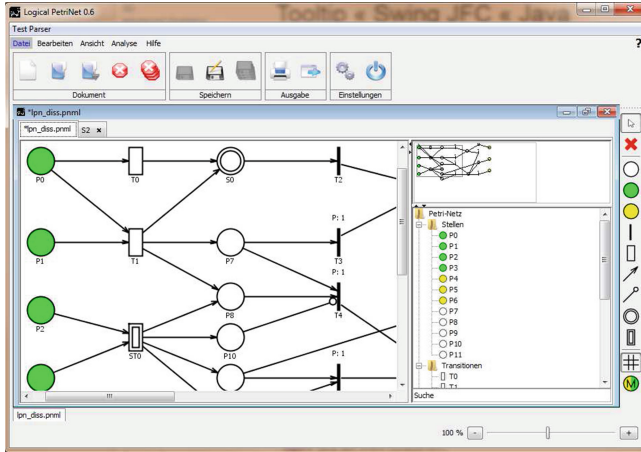 Tooltip « Swing JFC « Java
Logical PetriNet 0.6
Test Parser
Datei Bearbeiten Ansicht Analyse Hilfe ?
Dokument Speichern Ausgabe Einstellungen
*lpn_diss.pnml
*lpn_diss.pnml S2
P0 T0 S0 T2
P: 1
P1 T1 P7 T3
P: 1
P8 T4
P2 ST0 P10
P: 1
Petri-Netz
Stellen
P0
P1
P2
P3
P4
P5
P6
P7
P8
P9
P10
P11
Transitionen
T0
T1
Suche
M
lpn_diss.pnml
100 % - +